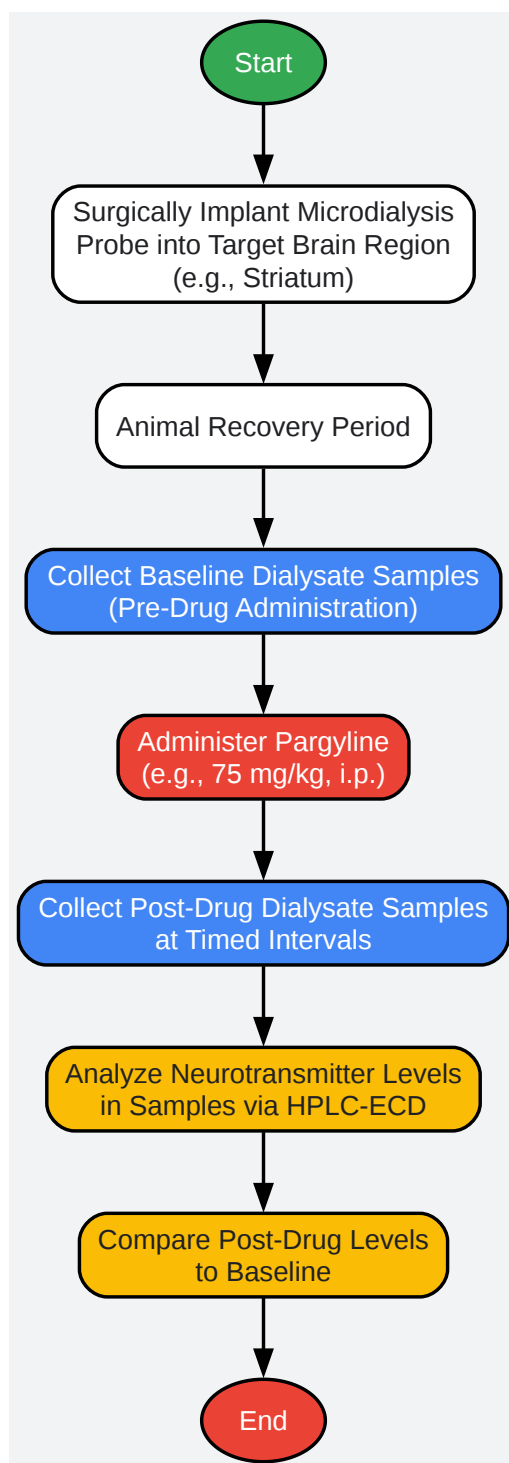 Start
Surgically Implant Microdialysis
Probe into Target Brain Region
(e.g., Striatum)
Animal Recovery Period
Collect Baseline Dialysate Samples
(Pre-Drug Administration)
Administer Pargyline
(e.g., 75 mg/kg, i.p.)
Collect Post-Drug Dialysate Samples
at Timed Intervals
Analyze Neurotransmitter Levels
in Samples via HPLC-ECD
Compare Post-Drug Levels
to Baseline
End